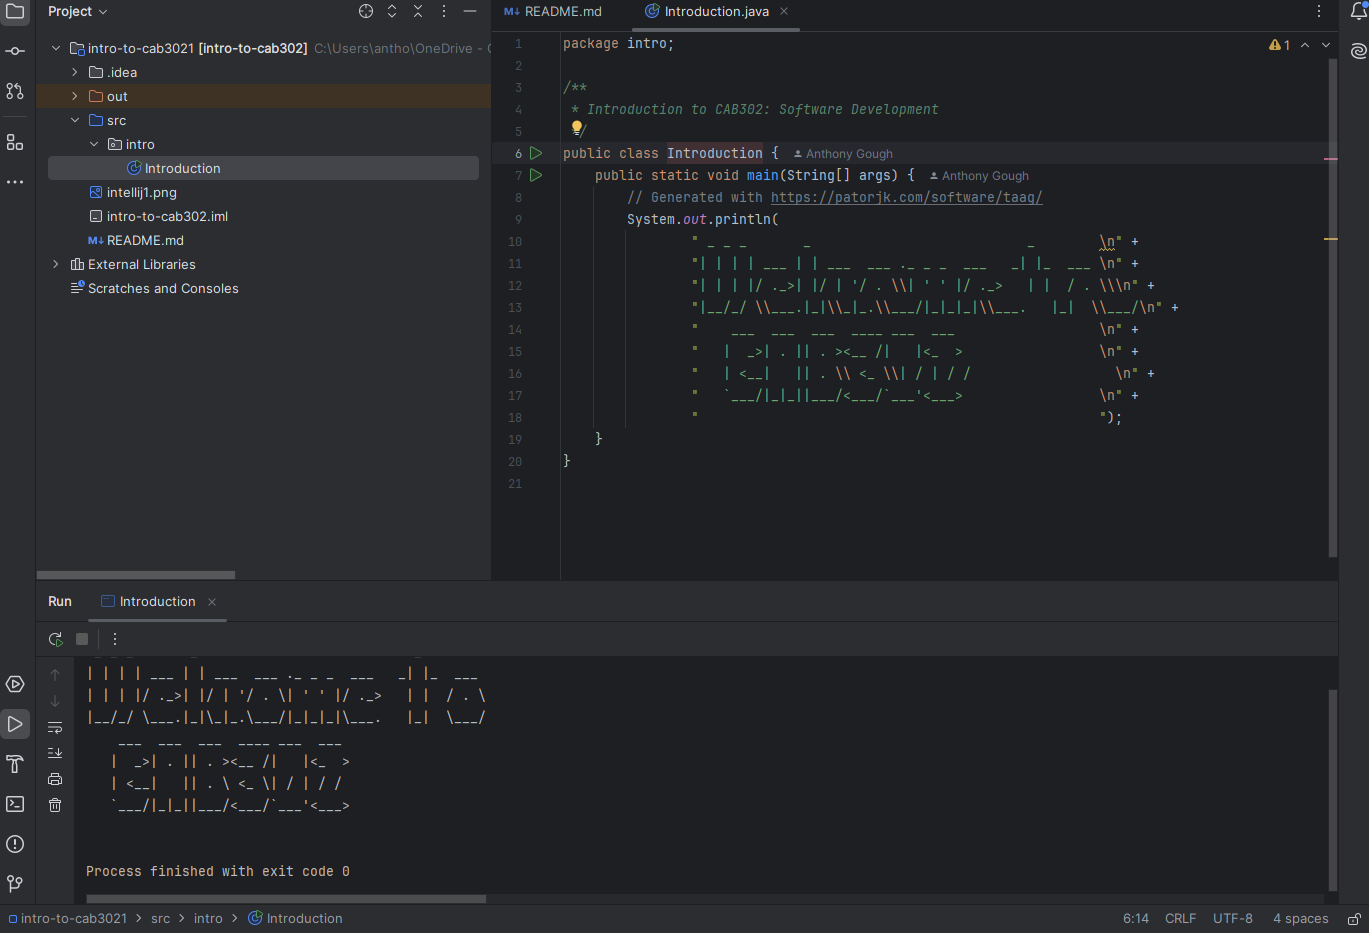 Project
README.md
Introduction.java
intro-to-cab3021 [intro-to-cab302] C:\Users\antho\OneDrive -
.idea
out
src
intro
Introduction
intellij1.png
intro-to-cab302.iml
README.md
External Libraries
Scratches and Consoles
1
1 package intro;
2
3 /**
4  * Introduction to CAB302: Software Development
5  */
6 public class Introduction { Anthony Gough
7     public static void main(String[] args) { Anthony Gough
8         // Generated with https://patorjk.com/software/taag/
9         System.out.println(
10                 " _ _ _       _                           _        \n" +
11                 "| | | | ___ | | ___  ___ ._ _ _  ___   _| |_  ___ \n" +
12                 "| | | |/ ._>| |/ | '/ . \\| ' ' |/ ._>   | |  / . \\\n" +
13                 "|__/_/ \\___.|_|\\_|_.\\___/|_|_|_|\\___.   |_|  \\___/\n" +
14                 "    ___  ___  ___  ____ ___  ___                  \n" +
15                 "   |  _>| . || . ><__ /|   |<_  >                 \n" +
16                 "   | <__|   || . \\ <_ \\| / | / /                  \n" +
17                 "   `___/|_|_||___/<___/`___'<___>                 \n" +
18                 "                                                  ");
19     }
20 }
21
Run
Introduction
| | | | ___ | | ___  ___ ._ _ _  ___   _| |_  ___
| | | |/ ._>| |/ | '/ . \| ' ' |/ ._>   | |  / . \
|__/_/ \___.|_|\_|_.\___/|_|_|_|\___.   |_|  \___/
    ___  ___  ___  ____ ___  ___
   |  _>| . || . ><__ /|   |<_  >
   | <__|   || . \ <_ \| / | / /
   `___/|_|_||___/<___/`___'<___>
Process finished with exit code 0
intro-to-cab3021 > src > intro > Introduction
6:14 CRLF UTF-8 4 spaces